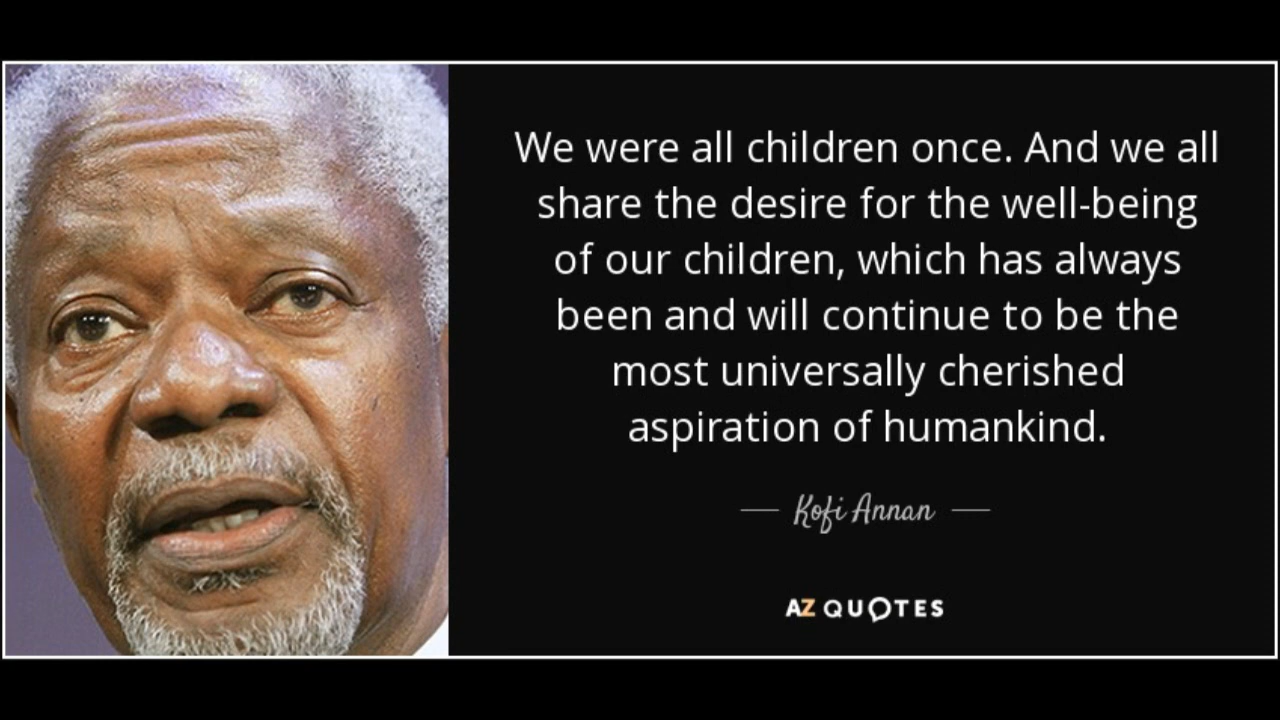 We were all children once. And we all
share the desire for the well-being
of our children, which has always
been and will continue to be the
most universally cherished
aspiration of humankind.
Kofi Annan
AZ QUOTES